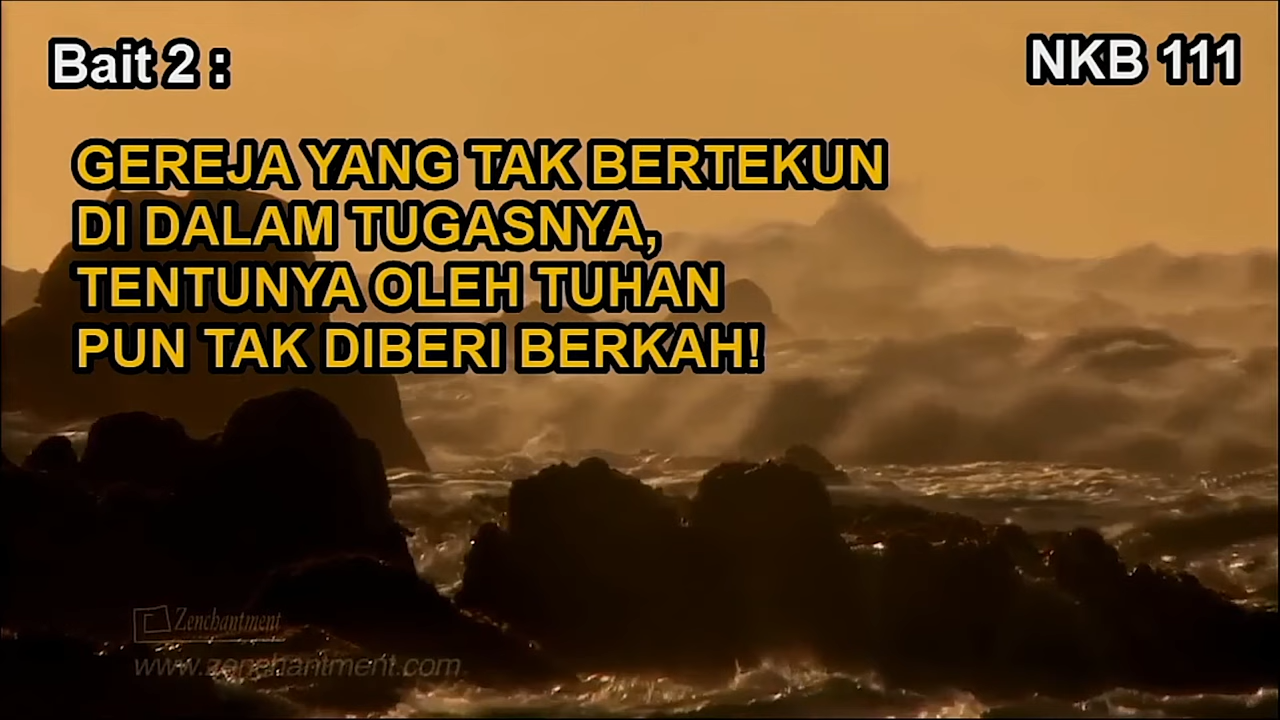 Bait 2 :
NKB 111
GEREJA YANG TAK BERTEKUN
DI DALAM TUGASNYA,
TENTUNYA OLEH TUHAN
PUN TAK DIBERI BERKAH!
Zenchantment
www.zenchantment.com